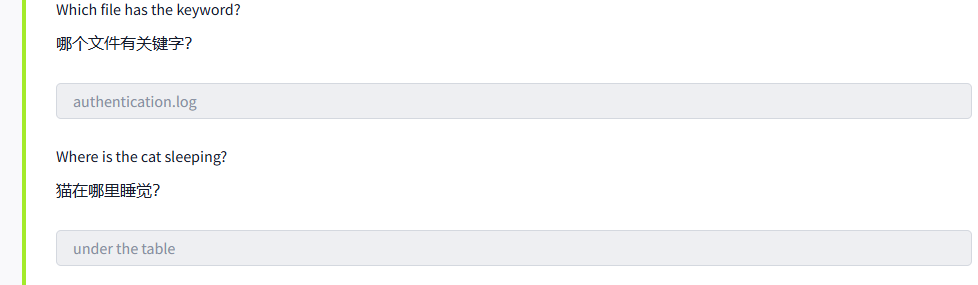 Which file has the keyword?
哪个文件有关键字？
authentication.log
Where is the cat sleeping?
猫在哪里睡觉？
under the table